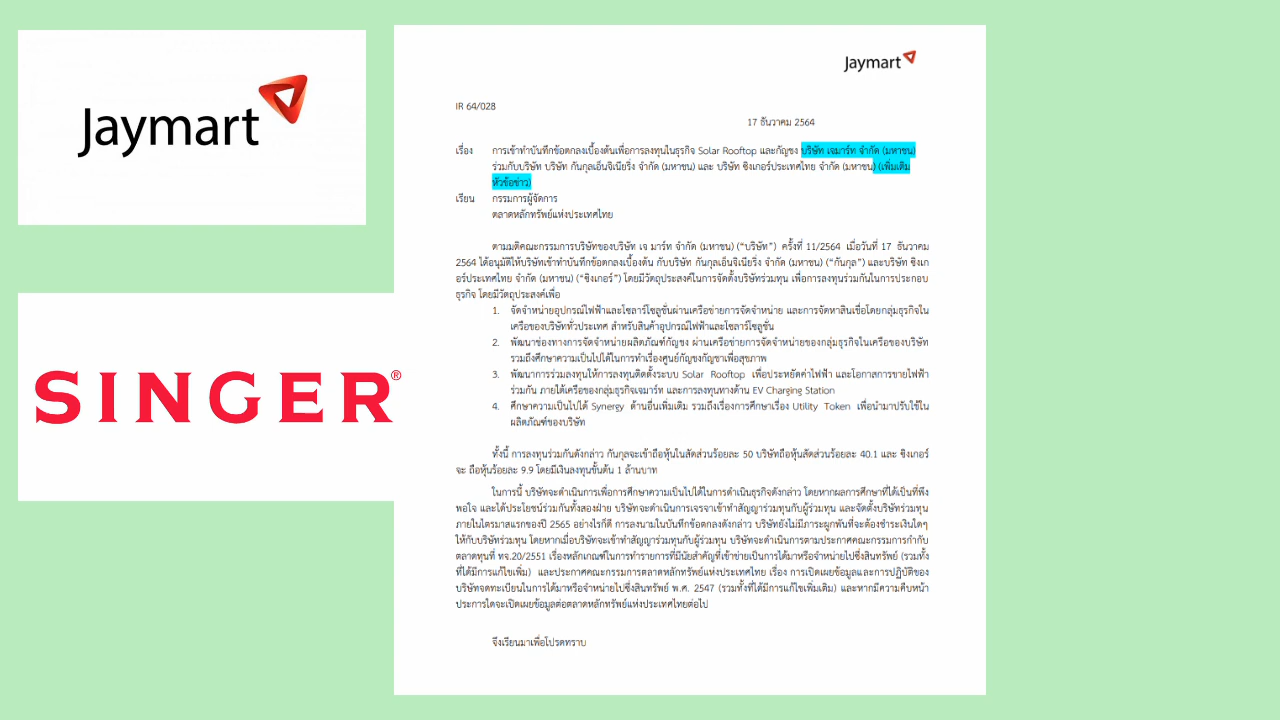 Jaymart
SINGER®
Jaymart
IR 64/028
17 ธันวาคม 2564
เรื่อง การเข้าทำบันทึกข้อตกลงเบื้องต้นเพื่อการลงทุนในธุรกิจ Solar Rooftop และกัญชง บริษัท เจมาร์ท จำกัด (มหาชน)
ร่วมกับบริษัท บริษัท กันกุลเอ็นจิเนียริ่ง จำกัด (มหาชน) และ บริษัท ซิงเกอร์ประเทศไทย จำกัด (มหาชน) (เพิ่มเติม
หัวข้อข่าว)
เรียน กรรมการผู้จัดการ
ตลาดหลักทรัพย์แห่งประเทศไทย
ตามมติคณะกรรมการบริษัทของบริษัท เจ มาร์ท จำกัด (มหาชน) (“บริษัท”) ครั้งที่ 11/2564 เมื่อวันที่ 17 ธันวาคม
2564 ได้อนุมัติให้บริษัทเข้าทำบันทึกข้อตกลงเบื้องต้น กับบริษัท กันกุลเอ็นจิเนียริ่ง จำกัด (มหาชน) (“กันกุล”) และบริษัท ซิงเก
อร์ประเทศไทย จำกัด (มหาชน) (“ซิงเกอร์”) โดยมีวัตถุประสงค์ในการจัดตั้งบริษัทร่วมทุน เพื่อการลงทุนร่วมกันในการประกอบ
ธุรกิจ โดยมีวัตถุประสงค์เพื่อ
1. จัดจำหน่ายอุปกรณ์ไฟฟ้าและโซลาร์โซลูชั่นผ่านเครือข่ายการจัดจำหน่าย และการจัดหาสินเชื่อโดยกลุ่มธุรกิจใน
เครือของบริษัททั่วประเทศ สำหรับสินค้าอุปกรณ์ไฟฟ้าและโซลาร์โซลูชั่น
2. พัฒนาช่องทางการจัดจำหน่ายผลิตภัณฑ์กัญชง ผ่านเครือข่ายการจัดจำหน่ายของกลุ่มธุรกิจในเครือของบริษัท
รวมถึงศึกษาความเป็นไปได้ในการทำเรื่องศูนย์กัญชงกัญชาเพื่อสุขภาพ
3. พัฒนาการร่วมลงทุนให้การลงทุนติดตั้งระบบ Solar Rooftop เพื่อประหยัดค่าไฟฟ้า และโอกาสการขายไฟฟ้า
ร่วมกัน ภายใต้เครือของกลุ่มธุรกิจเจมาร์ท และการลงทุนทางด้าน EV Charging Station
4. ศึกษาความเป็นไปได้ Synergy ด้านอื่นเพิ่มเติม รวมถึงเรื่องการศึกษาเรื่อง Utility Token เพื่อนำมาปรับใช้ใน
ผลิตภัณฑ์ของบริษัท
ทั้งนี้ การลงทุนร่วมกันดังกล่าว กันกุลจะเข้าถือหุ้นในสัดส่วนร้อยละ 50 บริษัทถือหุ้นสัดส่วนร้อยละ 40.1 และ ซิงเกอร์
จะ ถือหุ้นร้อยละ 9.9 โดยมีเงินลงทุนขั้นต้น 1 ล้านบาท
ในการนี้ บริษัทจะดำเนินการเพื่อการศึกษาความเป็นไปได้ในการดำเนินธุรกิจดังกล่าว โดยหากผลการศึกษาที่ได้เป็นที่พึง
พอใจ และได้ประโยชน์ร่วมกันทั้งสองฝ่าย บริษัทจะดำเนินการเจรจาเข้าทำสัญญาร่วมทุนกับผู้ร่วมทุน และจัดตั้งบริษัทร่วมทุน
ภายในไตรมาสแรกของปี 2565 อย่างไรก็ดี การลงนามในบันทึกข้อตกลงดังกล่าว บริษัทยังไม่มีภาระผูกพันที่จะต้องชำระเงินใดๆ
ให้กับบริษัทร่วมทุน โดยหากเมื่อบริษัทจะเข้าทำสัญญาร่วมทุนกับผู้ร่วมทุน บริษัทจะดำเนินการตามประกาศคณะกรรมการกำกับ
ตลาดทุนที่ ทจ.20/2551 เรื่องหลักเกณฑ์ในการทำรายการที่มีนัยสำคัญที่เข้าข่ายเป็นการได้มาหรือจำหน่ายไปซึ่งสินทรัพย์ (รวมทั้ง
ที่ได้มีการแก้ไขเพิ่ม) และประกาศคณะกรรมการตลาดหลักทรัพย์แห่งประเทศไทย เรื่อง การเปิดเผยข้อมูลและการปฏิบัติของ
บริษัทจดทะเบียนในการได้มาหรือจำหน่ายไปซึ่งสินทรัพย์ พ.ศ. 2547 (รวมทั้งที่ได้มีการแก้ไขเพิ่มเติม) และหากมีความคืบหน้า
ประการใดจะเปิดเผยข้อมูลต่อตลาดหลักทรัพย์แห่งประเทศไทยต่อไป
จึงเรียนมาเพื่อโปรดทราบ